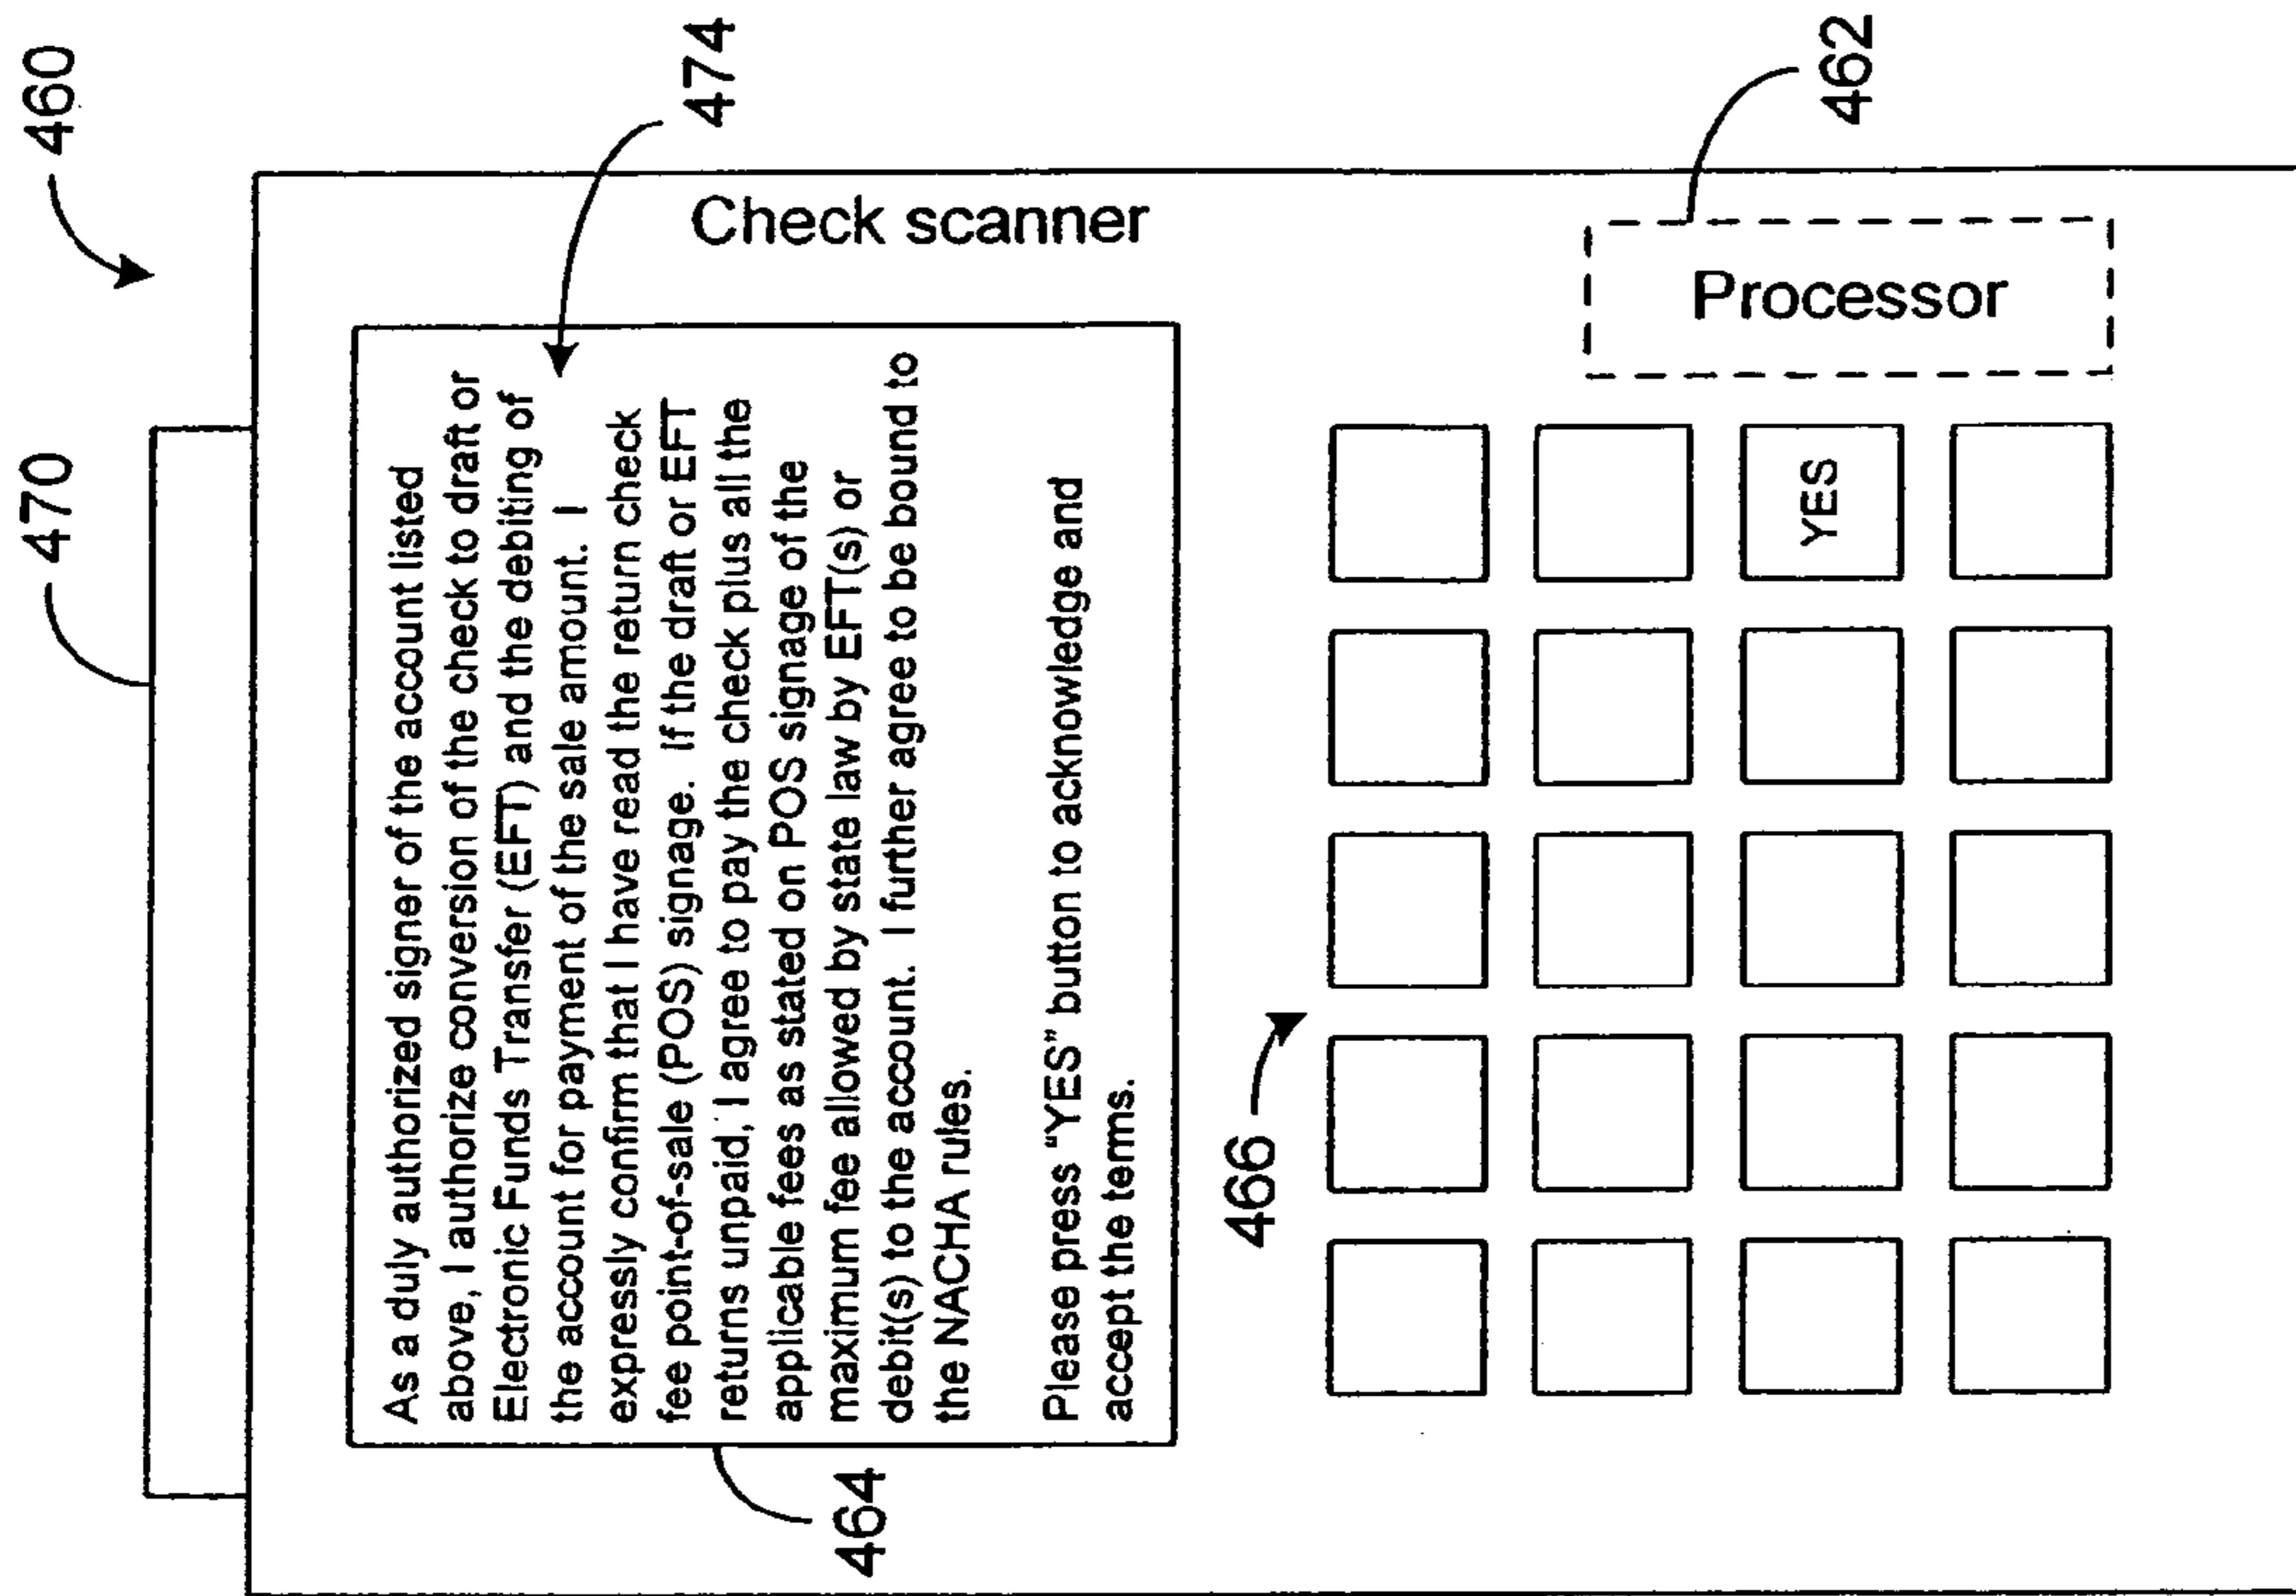 460
470
474
As a duly authorized signer of the account listed
above, I authorize conversion of the check to draft or
Electronic Funds Transfer (EFT) and the debiting of
the account for payment of the sale amount.  I
expressly confirm that I have read the return check
fee point-of-sale (POS) signage.  If the draft or EFT
returns unpaid, I agree to pay the check plus all the
applicable fees as stated on POS signage of the
maximum fee allowed by state law by EFT(s) or
debit(s) to the account.  I further agree to be bound to
the NACHA rules.
Please press “YES” button to acknowledge and
accept the terms.
464
Check scanner
466
YES
Processor
462